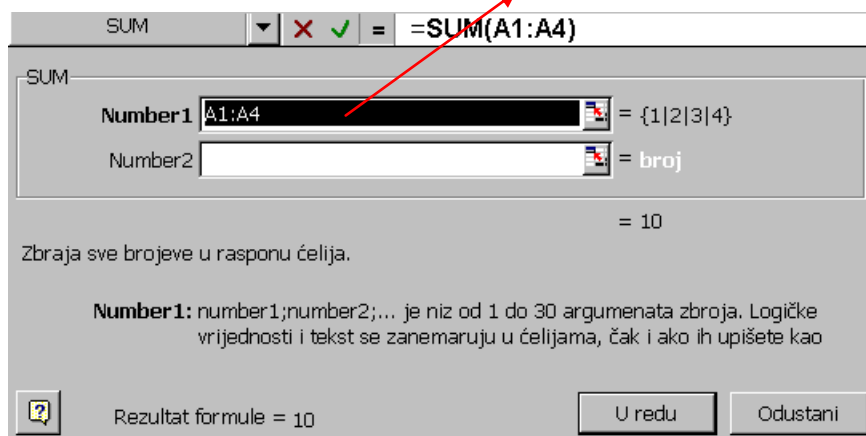 SUM = =SUM(A1:A4)
SUM
Number1 A1:A4 = {1|2|3|4}
Number2 = broj
= 10
Zbraja sve brojeve u rasponu ćelija.
Number1: number1;number2;... je niz od 1 do 30 argumenata zbroja. Logičke
vrijednosti i tekst se zanemaruju u ćelijama, čak i ako ih upišete kao
Rezultat formule = 10 U redu Odustani